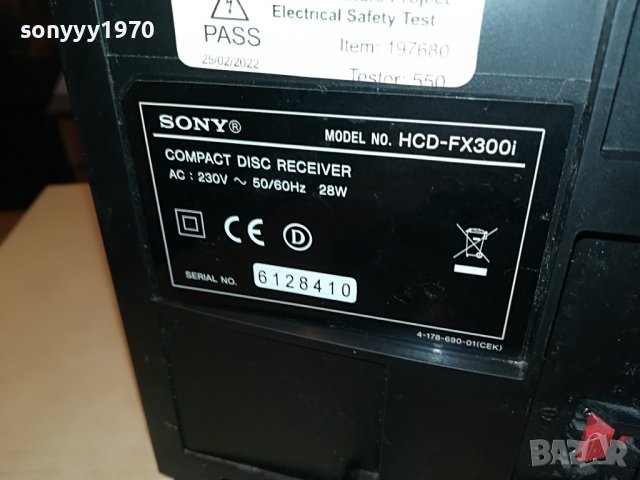 sonyyy1970
Electrical Safety Test
PASS
Item: 197680
25/02/2022
Tester: 550
SONY®
MODEL NO. HCD-FX300i
COMPACT DISC RECEIVER
AC : 230V ~ 50/60Hz 28W
CE D
SERIAL NO. 6128410
4-178-690-01(CEK)
BAZAR